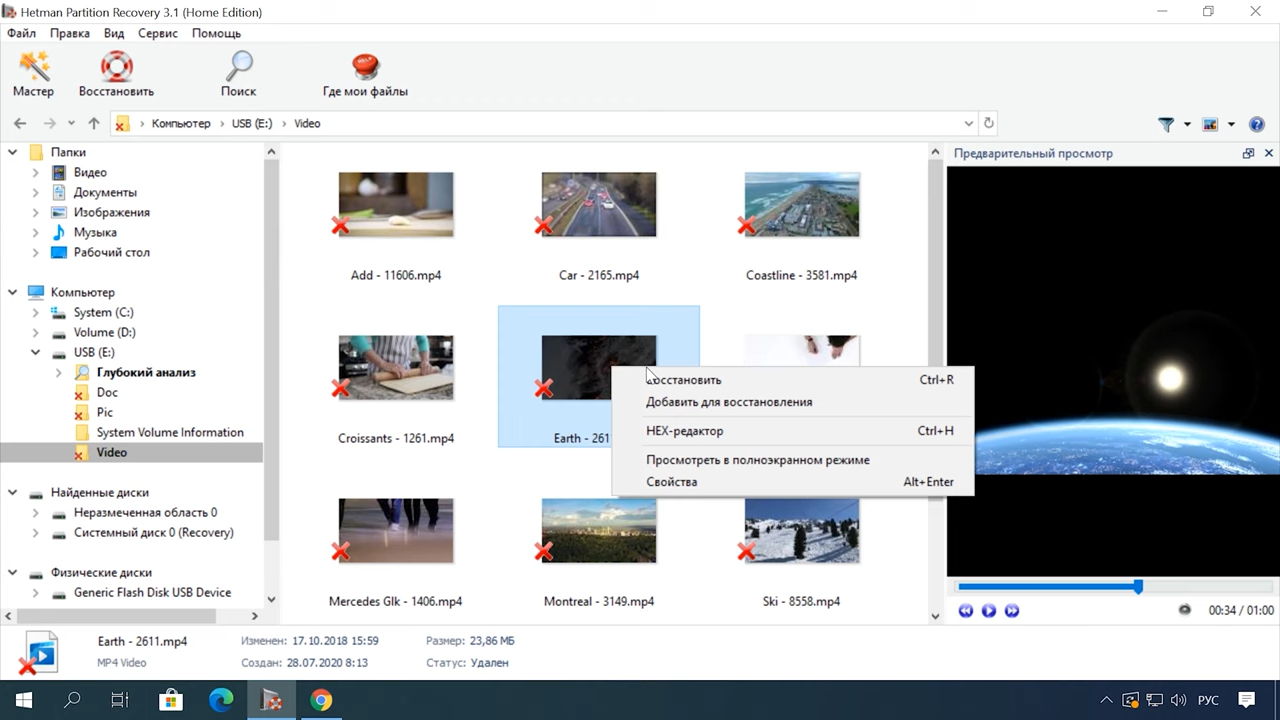 Hetman Partition Recovery 3.1 (Home Edition)
Файл Правка Вид Сервис Помощь
Мастер Восстановить Поиск Где мои файлы
Компьютер USB (E:) Video
Папки
Видео
Документы
Изображения
Музыка
Рабочий стол
Компьютер
System (C:)
Volume (D:)
USB (E:)
Глубокий анализ
Doc
Pic
System Volume Information
Video
Найденные диски
Неразмеченная область 0
Системный диск 0 (Recovery)
Физические диски
Generic Flash Disk USB Device
Add - 11606.mp4 Car - 2165.mp4 Coastline - 3581.mp4
Croissants - 1261.mp4 Earth - 261
Mercedes Glk - 1406.mp4 Montreal - 3149.mp4 Ski - 8558.mp4
Восстановить Ctrl+R
Добавить для восстановления
HEX-редактор Ctrl+H
Просмотреть в полноэкранном режиме
Свойства Alt+Enter
Предварительный просмотр
00:34 / 01:00
Earth - 2611.mp4 Изменен: 17.10.2018 15:59 Размер: 23,86 МБ
MP4 Video Создан: 28.07.2020 8:13 Статус: Удален
РУС